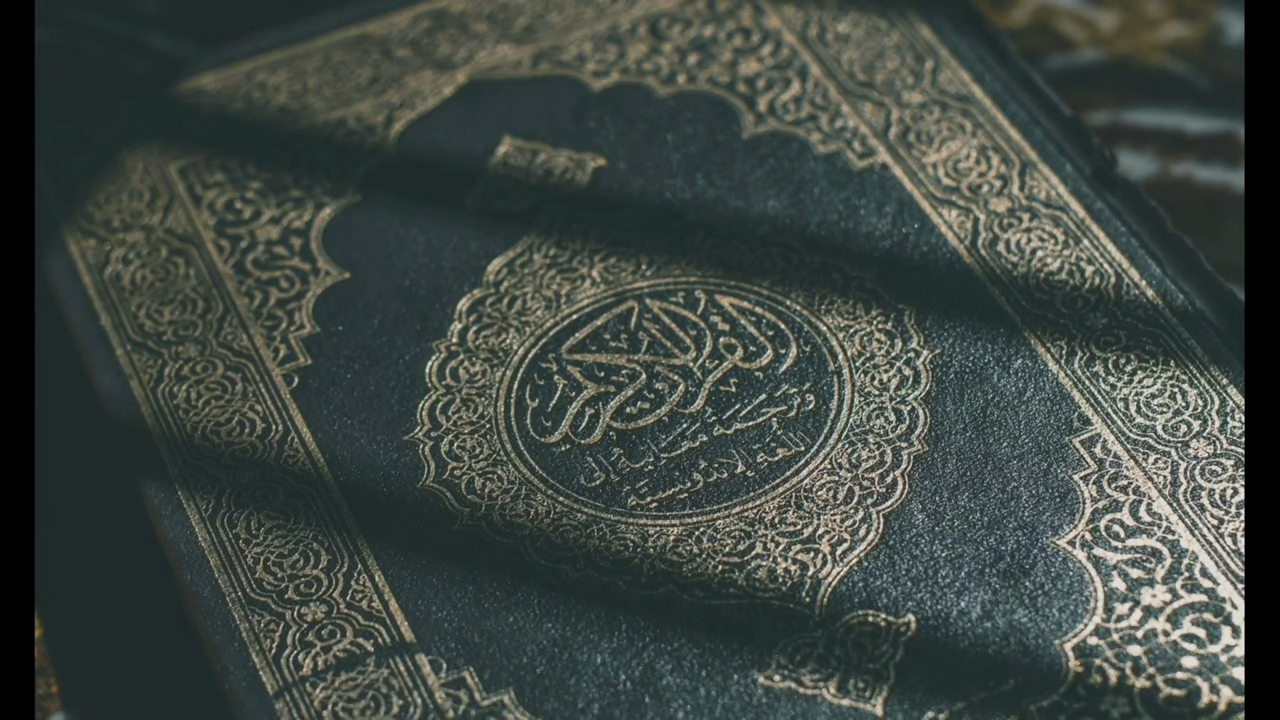 القرآن الكريم
وترجمة معانيه إلى
اللغة الإندونيسية